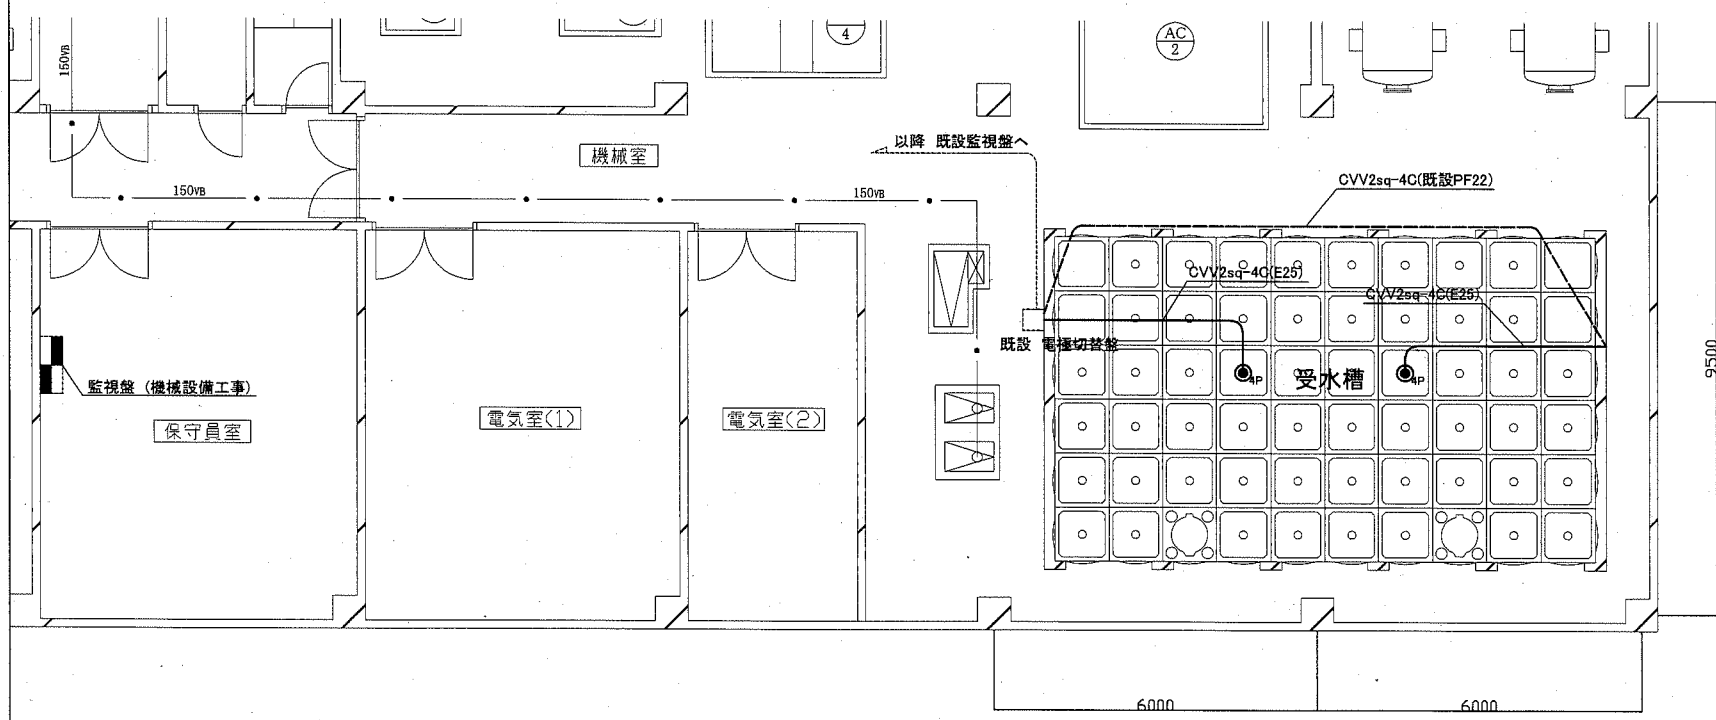 150VB
4
AC
2
以降 既設監視盤へ
機械室
CVV2sq-4C(既設PF22)
150VB
150VB
CVV2sq-4C(E25)
CVV2sq-4C(E25)
既設 電極切替盤
9500
監視盤 (機械設備工事)
4P
受水槽
4P
電気室(1)
電気室(2)
保守員室
6000
6000